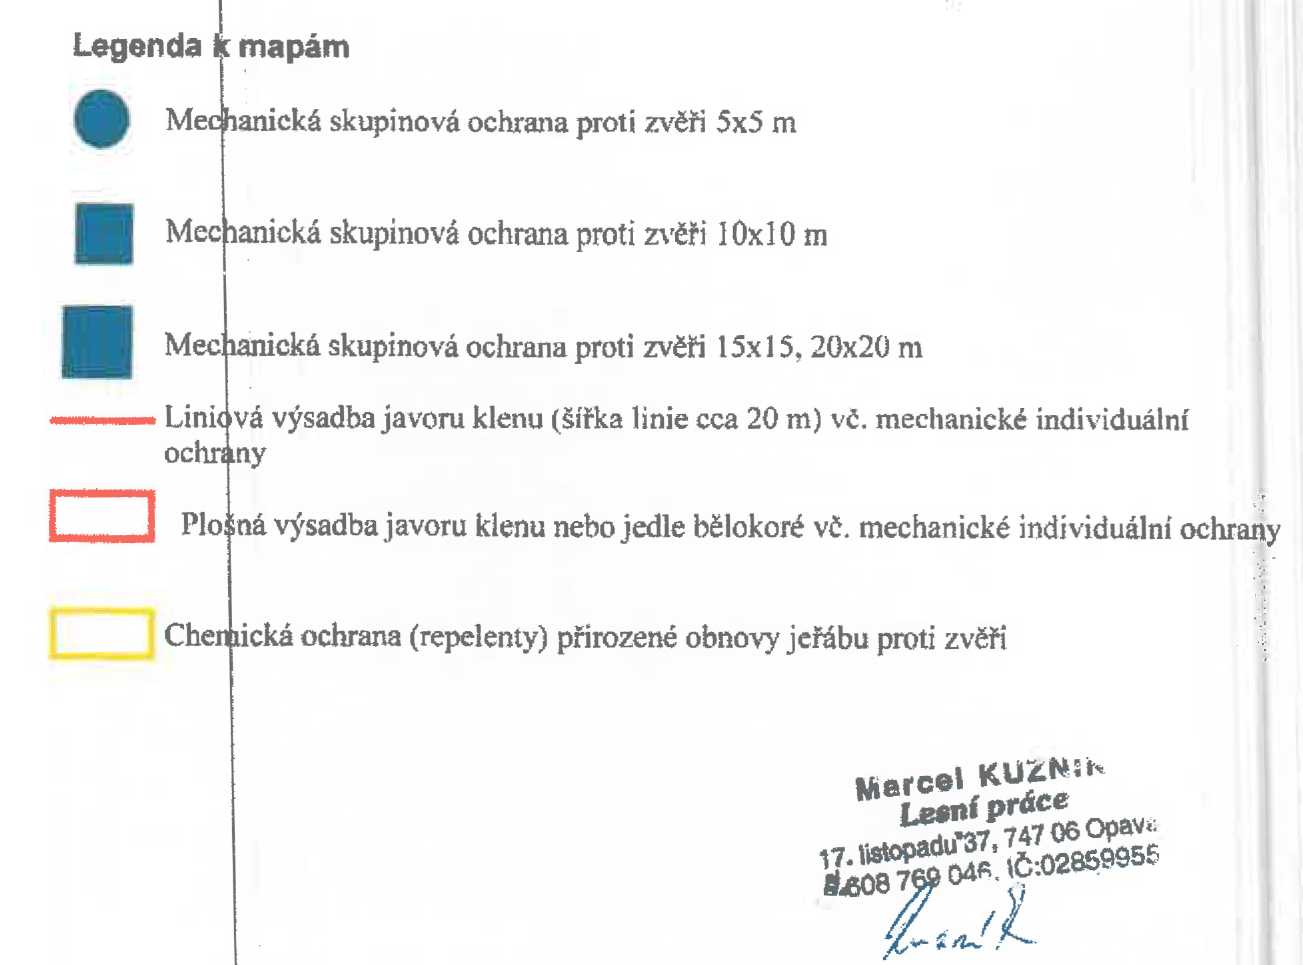 Legenda k mapám
Mechanická skupinová ochrana proti zvěři 5x5 m
Mechanická skupinová ochrana proti zvěři 10x10 m
Mechanická skupinová ochrana proti zvěři 15x15, 20x20 m
Liniová výsadba javoru klenu (šířka linie cca 20 m) vč. mechanické individuální
ochrany
Plošná výsadba javoru klenu nebo jedle bělokoré vč. mechanické individuální ochrany
Chemická ochrana (repelenty) přirozené obnovy jeřábu proti zvěři
Marcel KUZNÍK
Lesní práce
17. listopadu 37, 747 06 Opava
608 769 046, IČ:02859955